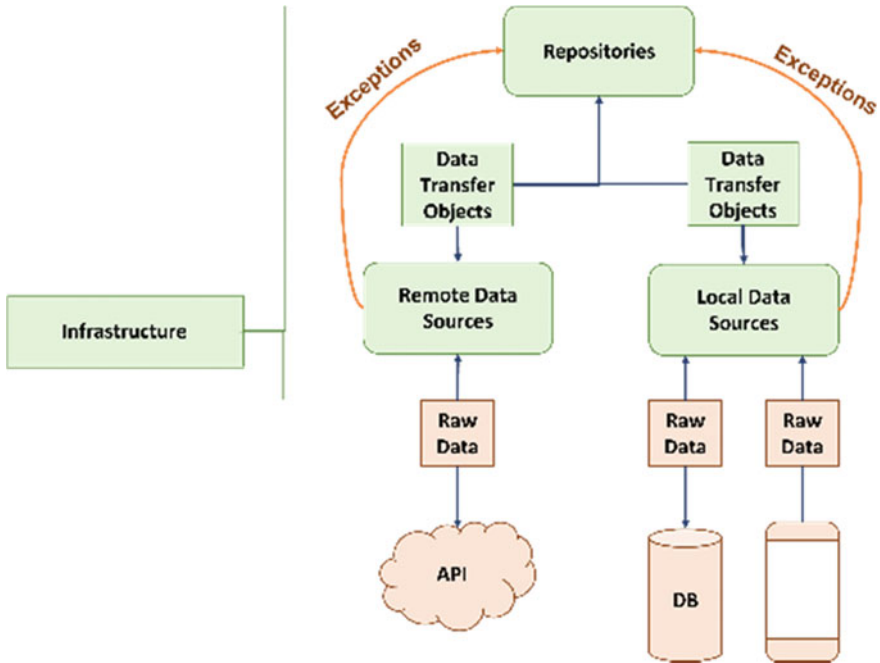 Repositories
Exceptions
Exceptions
Data
Transfer
Objects
Data
Transfer
Objects
Infrastructure
Remote Data
Sources
Local Data
Sources
Raw
Data
Raw
Data
Raw
Data
API
DB